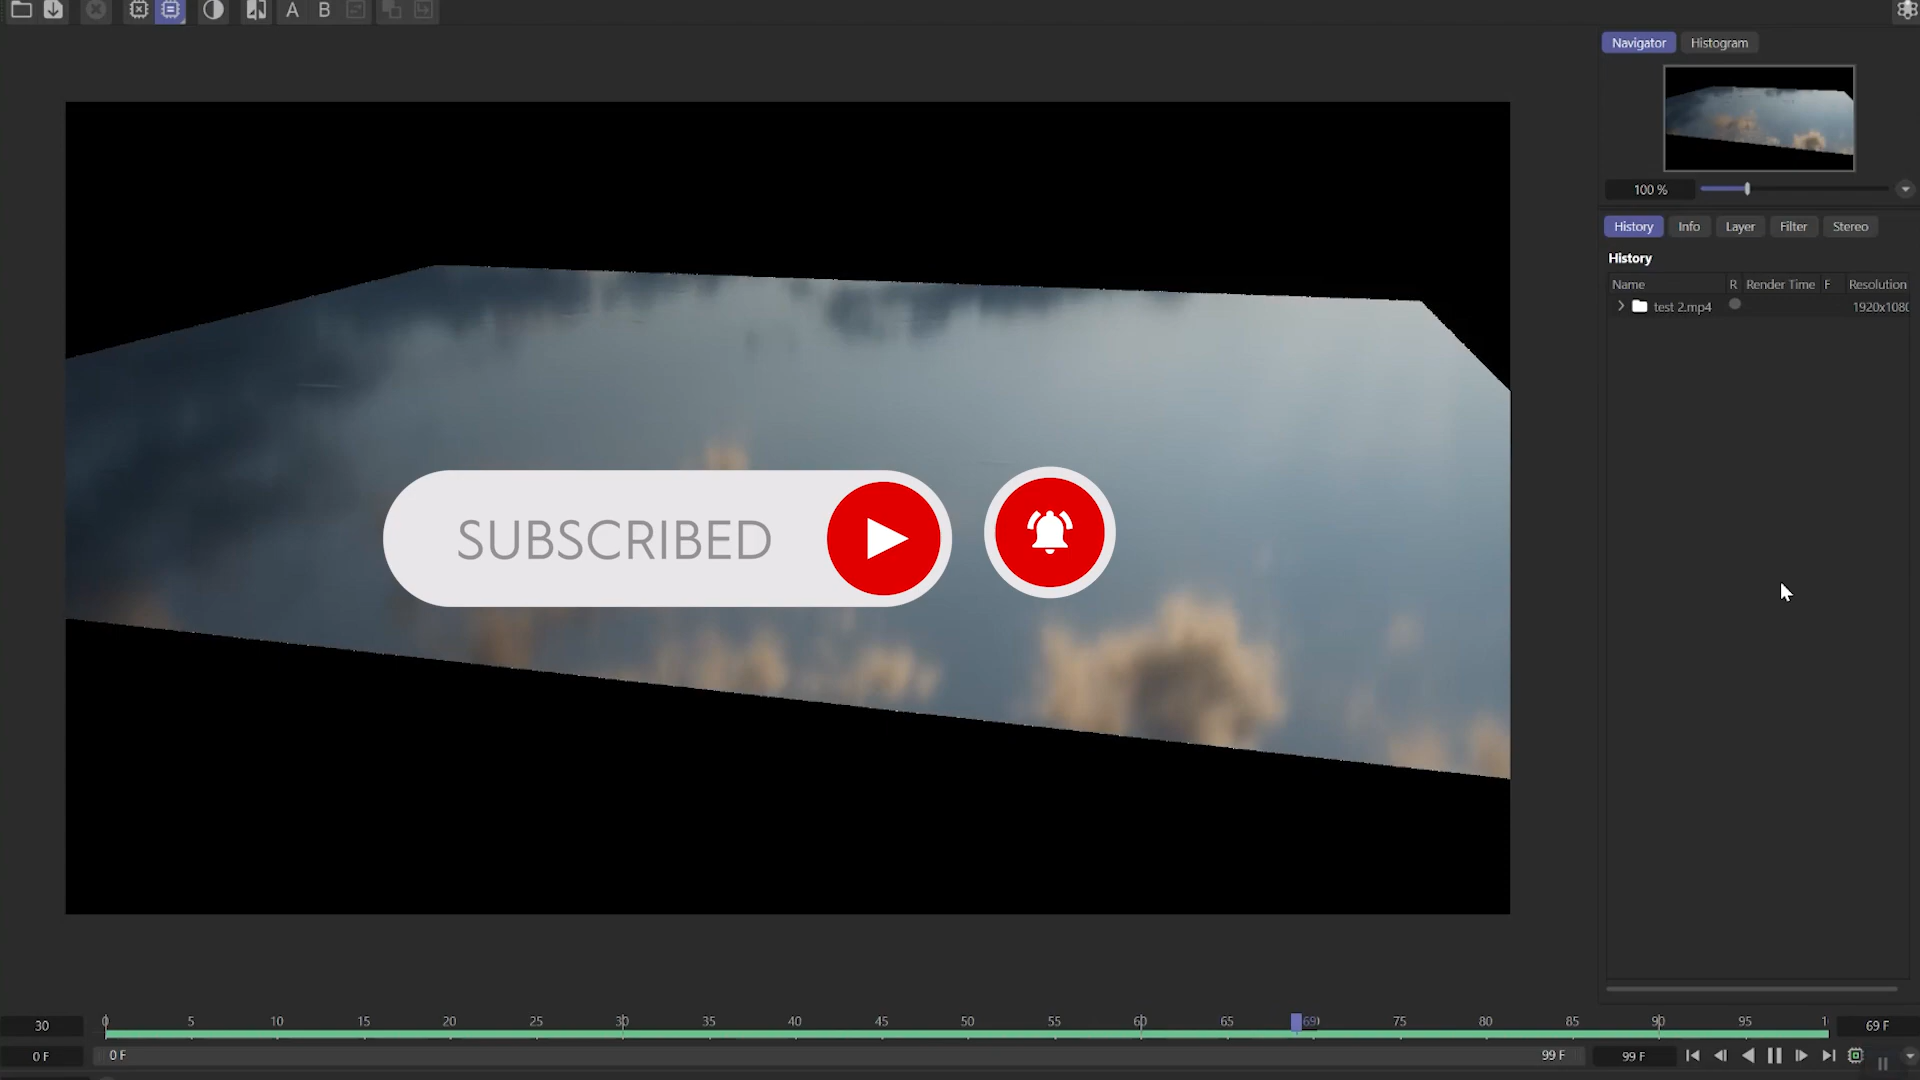 A B
Navigator Histogram
100 %
History Info Layer Filter Stereo
History
Name R Render Time F Resolution
test 2.mp4 1920x1080
SUBSCRIBED
30 0 5 10 15 20 25 30 35 40 45 50 55 60 65 69 75 80 85 90 95 69 F
0 F 0 F 99 F 99 F